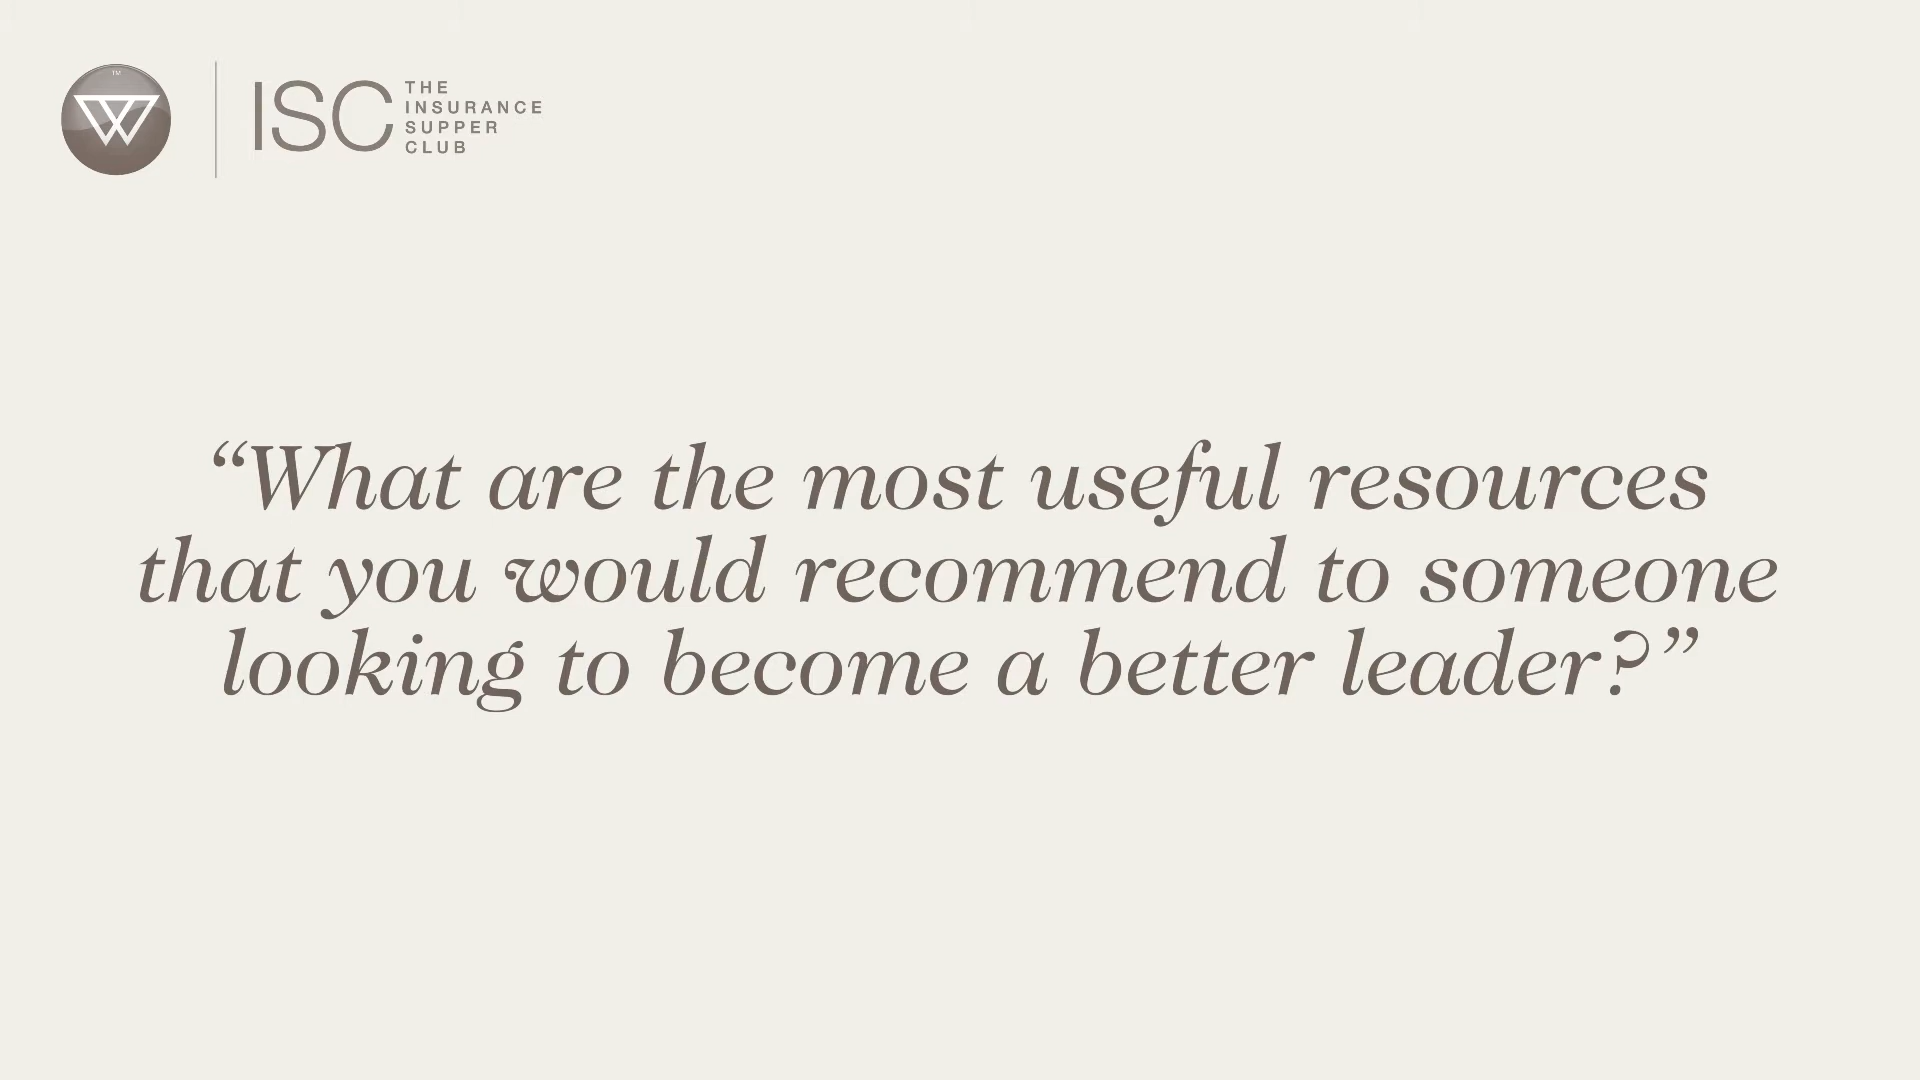 TM
W
ISC
THE
INSURANCE
SUPPER
CLUB
“What are the most useful resources
that you would recommend to someone
looking to become a better leader?”